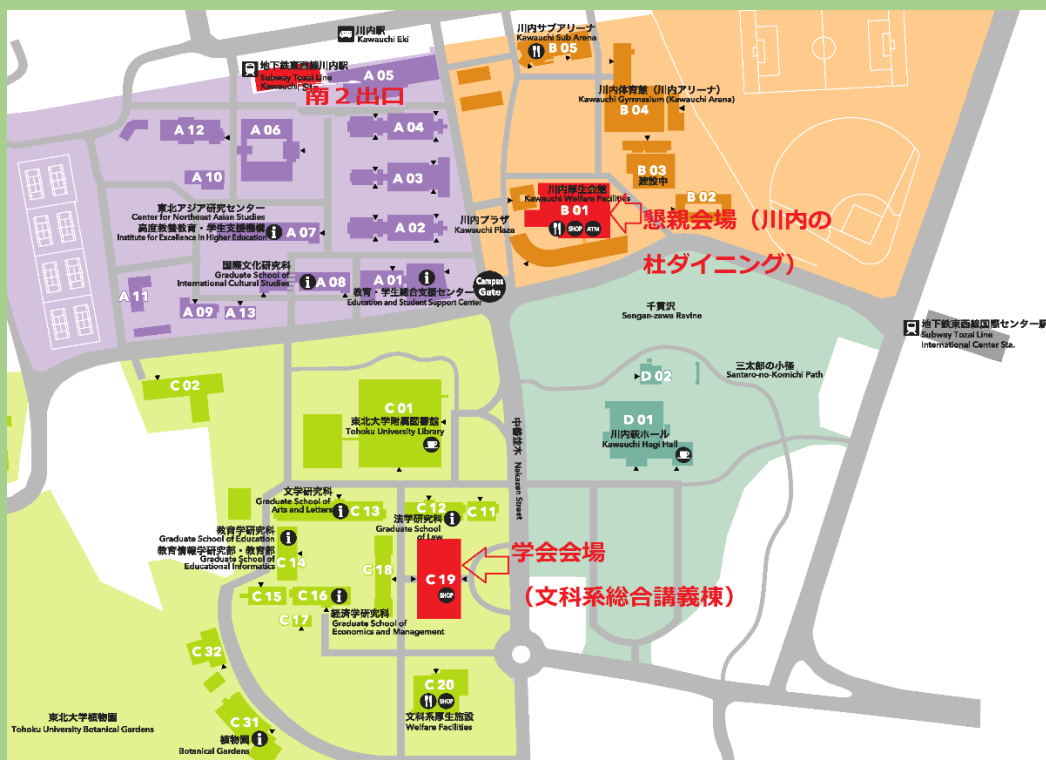 川内駅
Kawauchi Eki
地下鉄東西線川内駅
Subway Tozai Line
Kawauchi Sta.
南２出口
A 05
A 12
A 06
A 04
A 10
A 03
東北アジア研究センター
Center for Northeast Asian Studies
高度教養教育・学生支援機構
Institute for Excellence in Higher Education
A 07
A 02
国際文化研究科
Graduate School of
International Cultural Studies
A 08
A 01
教育・学生総合支援センター
Education and Student Support Center
A 11
A 09
A 13
Campus
Gate
川内サブアリーナ
Kawauchi Sub Arena
B 05
川内体育館（川内アリーナ）
Kawauchi Gymnasium (Kawauchi Arena)
B 04
B 03
建設中
B 02
川内厚生会館
Kawauchi Welfare Facilities
B 01
SHOP
ATM
川内プラザ
Kawauchi Plaza
懇親会場（川内の
杜ダイニング）
千貫沢
Sengan-zawa Ravine
地下鉄東西線国際センター駅
Subway Tozai Line
International Center Sta.
三太郎の小径
Santaro-no-Komichi Path
D 02
D 01
川内萩ホール
Kawauchi Hagi Hall
中善並木 Nakazen Street
C 02
C 01
東北大学附属図書館
Tohoku University Library
文学研究科
Graduate School of
Arts and Letters
C 13
C 12
C 11
法学研究科
Graduate School
of Law
教育学研究科
Graduate School of Education
教育情報学研究部・教育部
Graduate School of
Educational Informatics
C 14
C 18
C 19
SHOP
学会会場
（文科系総合講義棟）
C 15
C 16
経済学研究科
Graduate School of
Economics and Management
C 17
C 32
C 20
SHOP
文科系厚生施設
Welfare Facilities
C 31
植物園
Botanical Gardens
東北大学植物園
Tohoku University Botanical Gardens